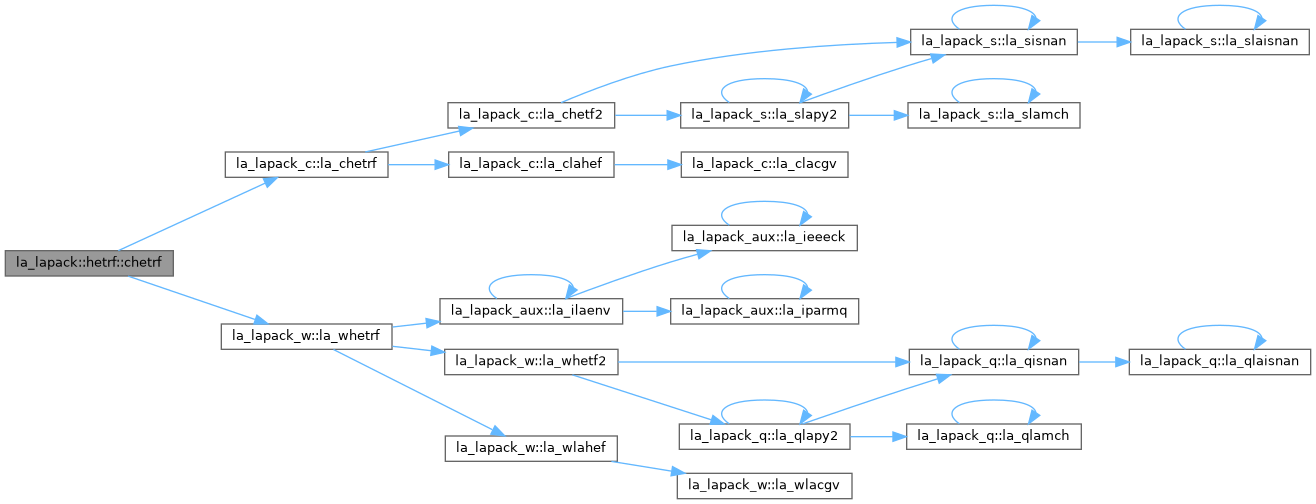 la_lapack_s::la_sisnan
la_lapack_s::la_slaisnan
la_lapack_c::la_chetf2
la_lapack_s::la_slapy2
la_lapack_s::la_slamch
la_lapack_c::la_chetrf
la_lapack_c::la_clahef
la_lapack_c::la_clacgv
la_lapack_aux::la_ieeeck
la_lapack::hetrf::chetrf
la_lapack_aux::la_ilaenv
la_lapack_aux::la_iparmq
la_lapack_w::la_whetrf
la_lapack_w::la_whetf2
la_lapack_q::la_qisnan
la_lapack_q::la_qlaisnan
la_lapack_q::la_qlapy2
la_lapack_q::la_qlamch
la_lapack_w::la_wlahef
la_lapack_w::la_wlacgv